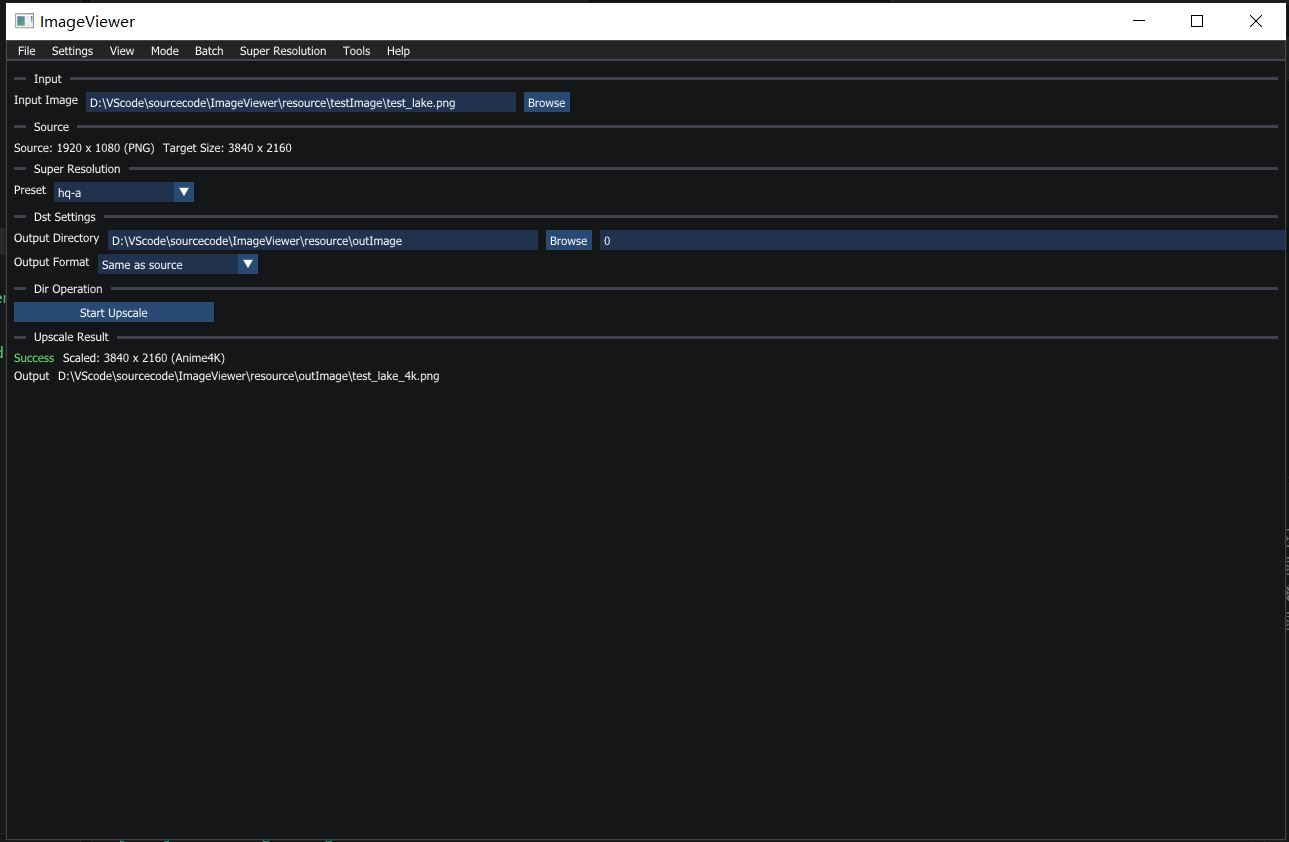 ImageViewer
File Settings View Mode Batch Super Resolution Tools Help
Input
Input Image D:\VScode\sourcecode\ImageViewer\resource\testImage\test_lake.png Browse
Source
Source: 1920 x 1080 (PNG) Target Size: 3840 x 2160
Super Resolution
Preset hq-a
Dst Settings
Output Directory D:\VScode\sourcecode\ImageViewer\resource\outImage Browse 0
Output Format Same as source
Dir Operation
Start Upscale
Upscale Result
Success Scaled: 3840 x 2160 (Anime4K)
Output D:\VScode\sourcecode\ImageViewer\resource\outImage\test_lake_4k.png